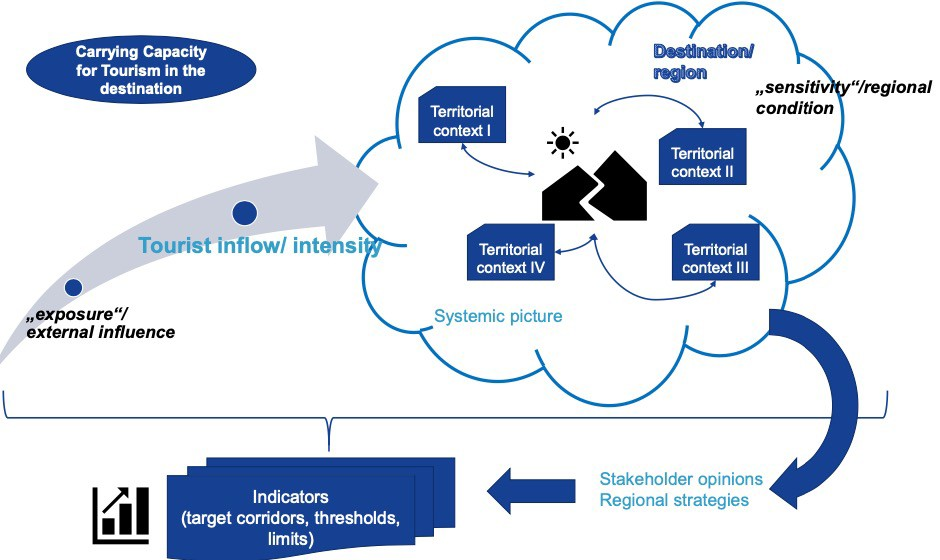 Carrying Capacity
for Tourism in the
destination
Destination/
region
„sensitivity“/regional
condition
Territorial
context I
Territorial
context II
Tourist inflow/ intensity
Territorial
context IV
Territorial
context III
„exposure“/
external influence
Systemic picture
Stakeholder opinions
Regional strategies
Indicators
(target corridors, thresholds,
limits)